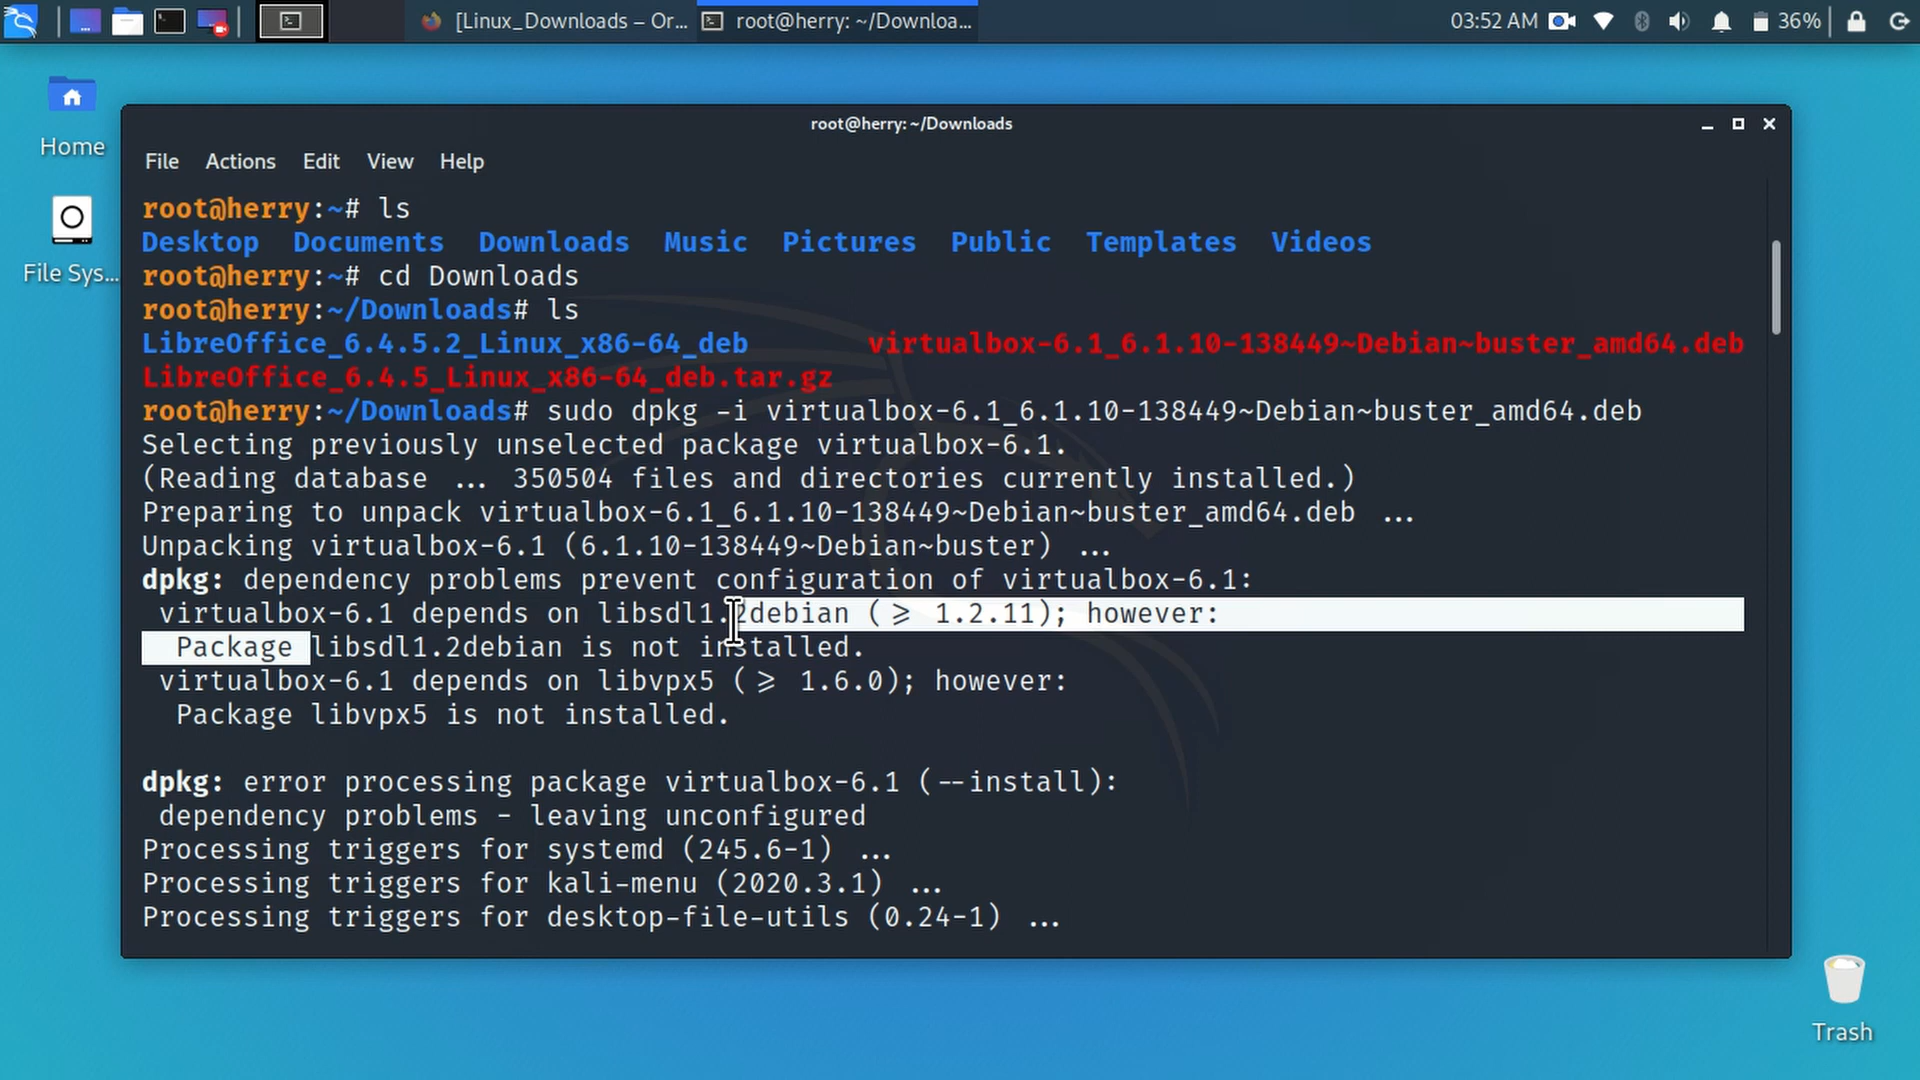 [Linux_Downloads – Or...
root@herry: ~/Downloa...
03:52 AM
36%
Home
File Sys...
root@herry: ~/Downloads
File Actions Edit View Help
root@herry:~# ls
Desktop Documents Downloads Music Pictures Public Templates Videos
root@herry:~# cd Downloads
root@herry:~/Downloads# ls
LibreOffice_6.4.5.2_Linux_x86-64_deb virtualbox-6.1_6.1.10-138449~Debian~buster_amd64.deb
LibreOffice_6.4.5_Linux_x86-64_deb.tar.gz
root@herry:~/Downloads# sudo dpkg -i virtualbox-6.1_6.1.10-138449~Debian~buster_amd64.deb
Selecting previously unselected package virtualbox-6.1.
(Reading database ... 350504 files and directories currently installed.)
Preparing to unpack virtualbox-6.1_6.1.10-138449~Debian~buster_amd64.deb ...
Unpacking virtualbox-6.1 (6.1.10-138449~Debian~buster) ...
dpkg: dependency problems prevent configuration of virtualbox-6.1:
virtualbox-6.1 depends on libsdl1.2debian (≥ 1.2.11); however:
Package libsdl1.2debian is not installed.
virtualbox-6.1 depends on libvpx5 (≥ 1.6.0); however:
Package libvpx5 is not installed.
dpkg: error processing package virtualbox-6.1 (--install):
dependency problems - leaving unconfigured
Processing triggers for systemd (245.6-1) ...
Processing triggers for kali-menu (2020.3.1) ...
Processing triggers for desktop-file-utils (0.24-1) ...
Trash